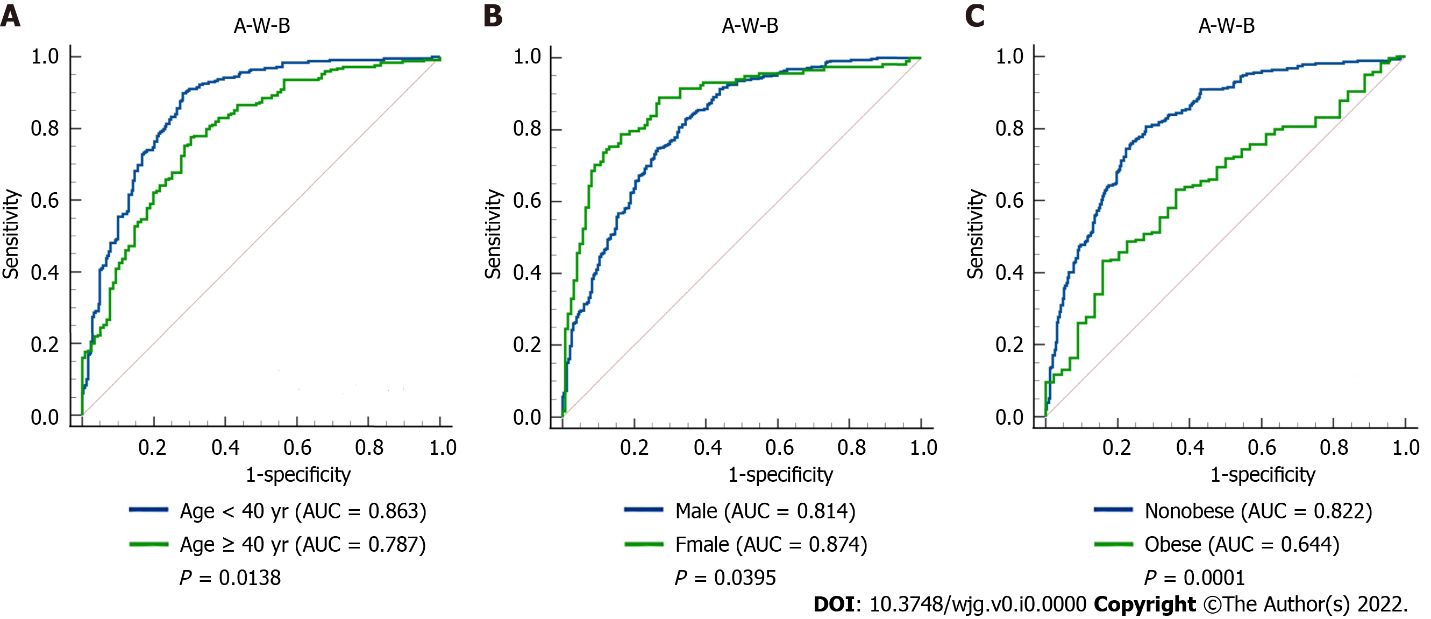 A
A-W-B
1.0
0.8
0.6
0.4
0.2
0.0
Sensitivity
0.2 0.4 0.6 0.8 1.0
1-specificity
Age < 40 yr (AUC = 0.863)
Age ≥ 40 yr (AUC = 0.787)
P = 0.0138
B
A-W-B
1.0
0.8
0.6
0.4
0.2
0.0
Sensitivity
0.2 0.4 0.6 0.8 1.0
1-specificity
Male (AUC = 0.814)
Fmale (AUC = 0.874)
P = 0.0395
C
A-W-B
1.0
0.8
0.6
0.4
0.2
0.0
Sensitivity
0.2 0.4 0.6 0.8 1.0
1-specificity
Nonobese (AUC = 0.822)
Obese (AUC = 0.644)
P = 0.0001
DOI: 10.3748/wjg.v0.i0.0000 Copyright ©The Author(s) 2022.